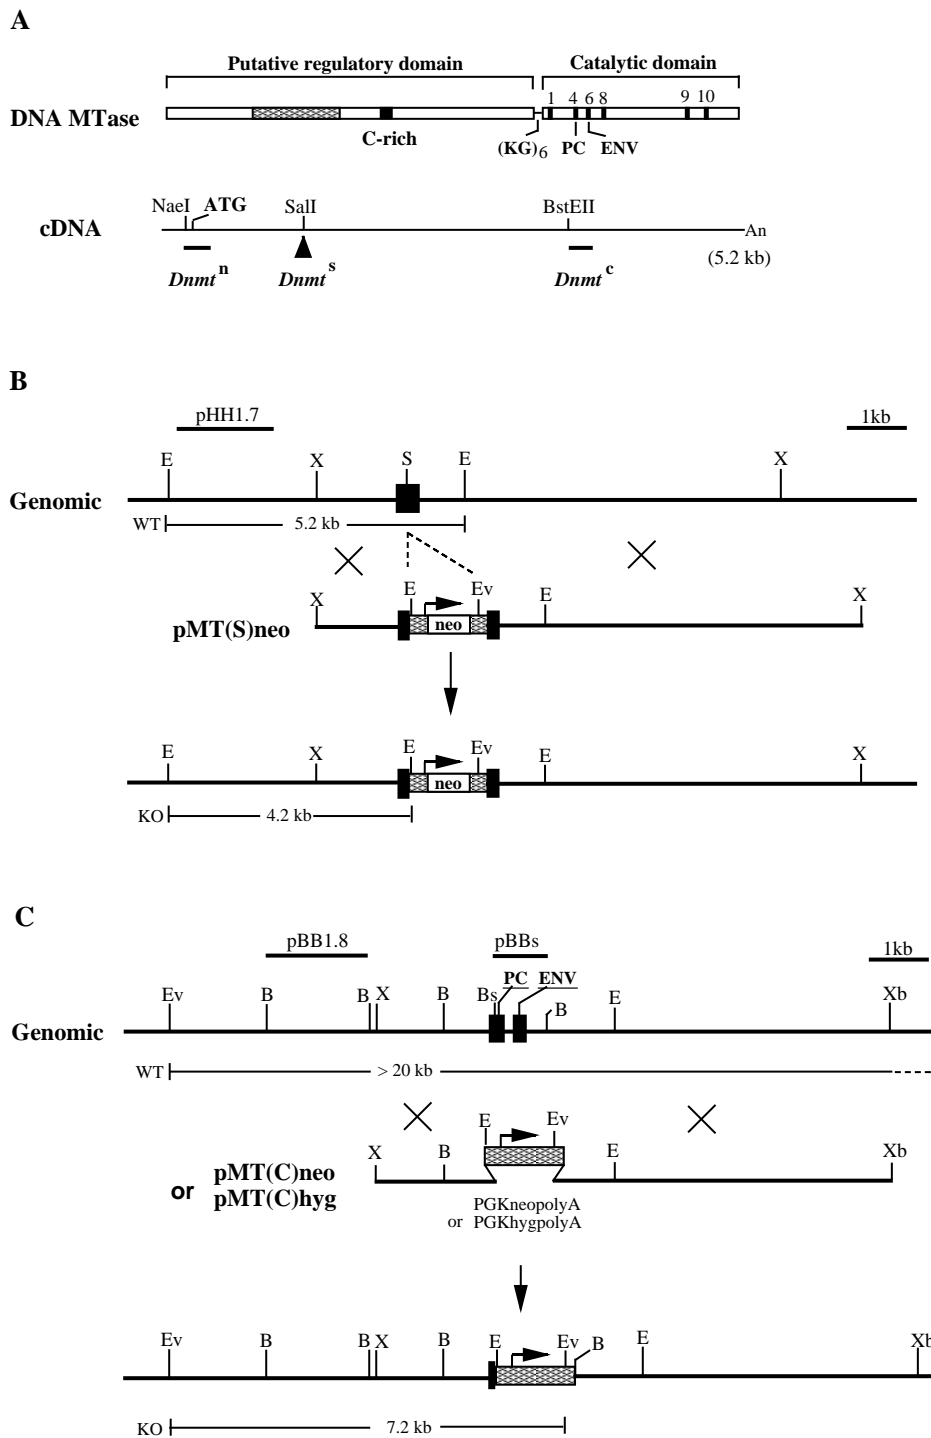 A
Putative regulatory domain Catalytic domain
DNA MTase
1 4 6 8 9 10
C-rich (KG)6 PC ENV
NaeI ATG SalI BstEII
cDNA
An
(5.2 kb)
Dnmt n Dnmt s Dnmt c
B
pHH1.7 1kb
E X S E X
Genomic
WT 5.2 kb
X E Ev E X
pMT(S)neo
neo
E X E Ev E X
neo
KO 4.2 kb
C
pBB1.8 pBBs 1kb
PC ENV
Ev B B X B Bs B E Xb
Genomic
WT > 20 kb
X B E Ev E Xb
pMT(C)neo
or pMT(C)hyg
PGKneopolyA
or PGKhygpolyA
Ev B B X B E Ev B E Xb
KO 7.2 kb